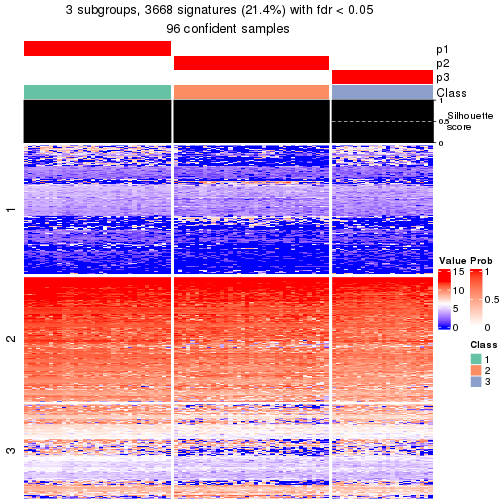 3 subgroups, 3668 signatures (21.4%) with fdr < 0.05
96 confident samples
p1
p2
p3
Class
1
0.5
0
Silhouette
score
1
2
3
Value
15
10
5
0
Prob
1
0.5
0
Class
1
2
3